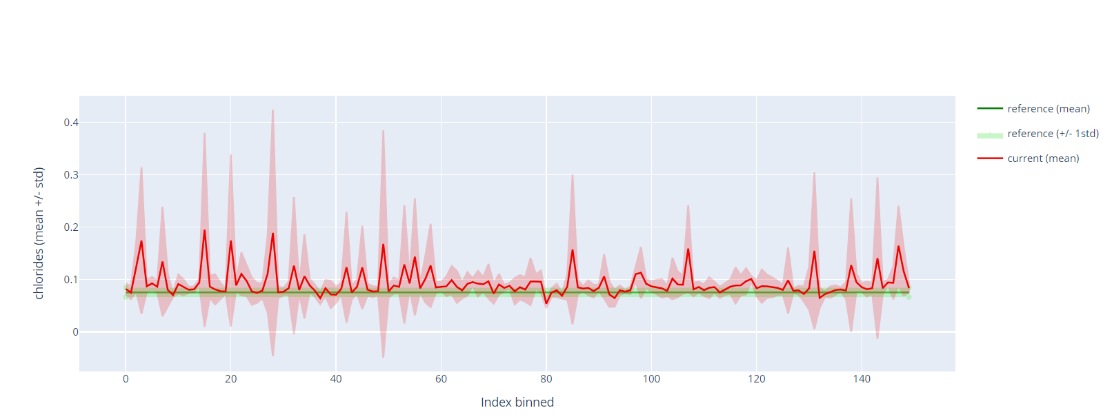 reference (mean)
reference (+/- 1std)
current (mean)
chlorides (mean +/- std)
0.4
0.3
0.2
0.1
0
0 20 40 60 80 100 120 140
Index binned